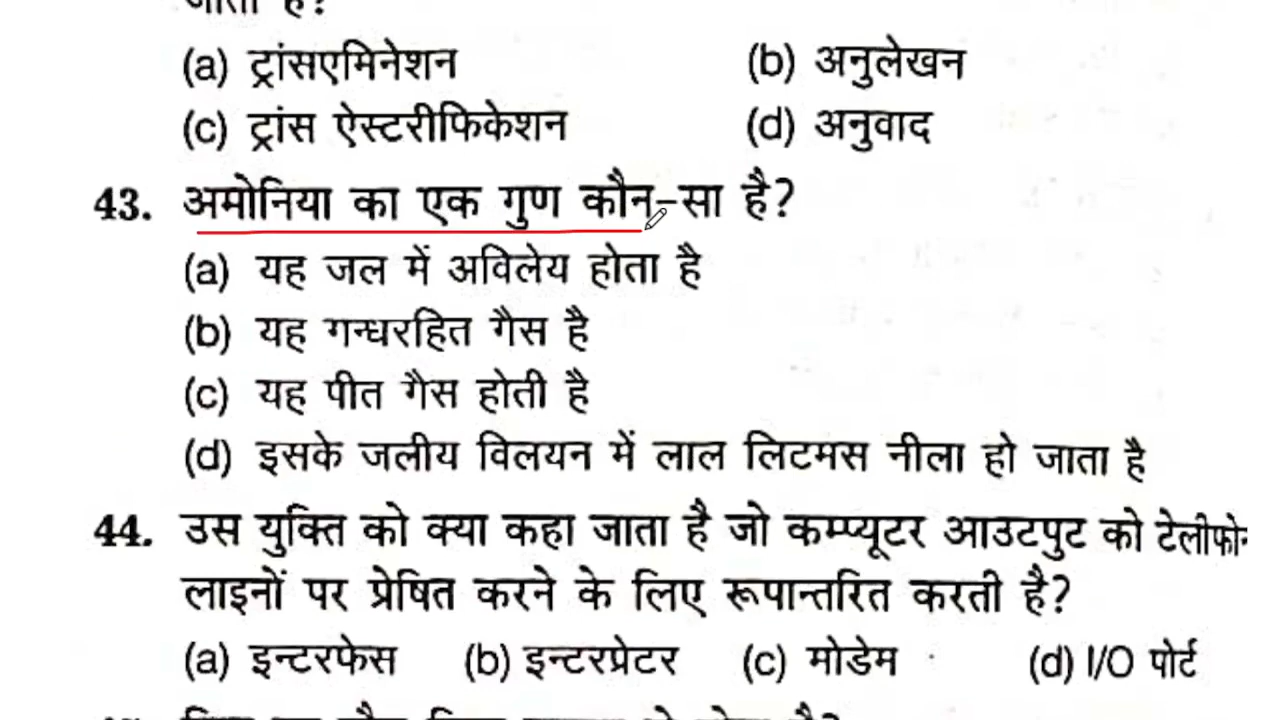 जाता है?
(a) ट्रांसएमिनेशन (b) अनुलेखन
(c) ट्रांस ऐस्टरीफिकेशन (d) अनुवाद
43. अमोनिया का एक गुण कौन-सा है?
(a) यह जल में अविलेय होता है
(b) यह गन्धरहित गैस है
(c) यह पीत गैस होती है
(d) इसके जलीय विलयन में लाल लिटमस नीला हो जाता है
44. उस युक्ति को क्या कहा जाता है जो कम्प्यूटर आउटपुट को टेलीफोन
लाइनों पर प्रेषित करने के लिए रूपान्तरित करती है?
(a) इन्टरफेस (b) इन्टरप्रेटर (c) मोडेम (d) I/O पोर्ट